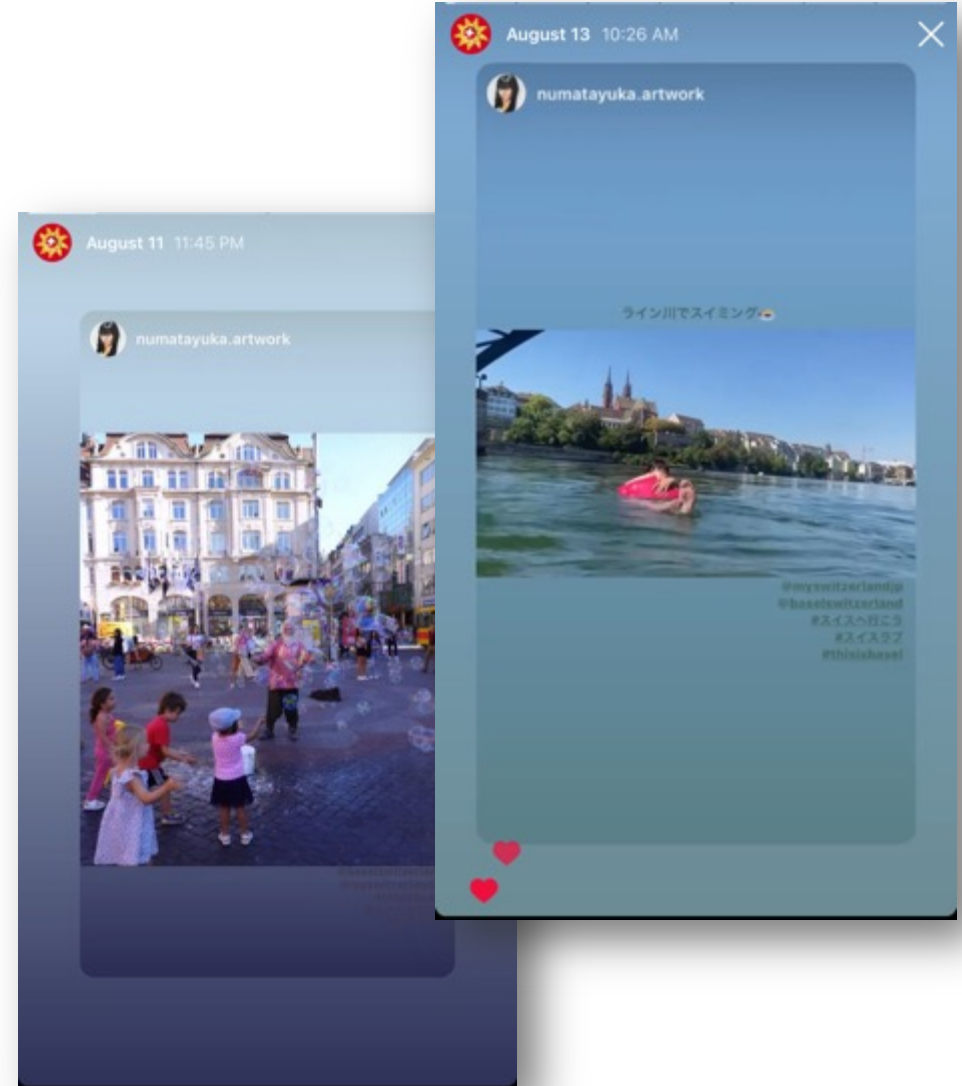 August 11 11:45 PM
numatayuka.artwork
August 13 10:26 AM
numatayuka.artwork
ライン川でスイミング
@myswitzerlandjp
@baselswitzerland
#スイスへ行こう
#スイスラブ
#thisisbasel